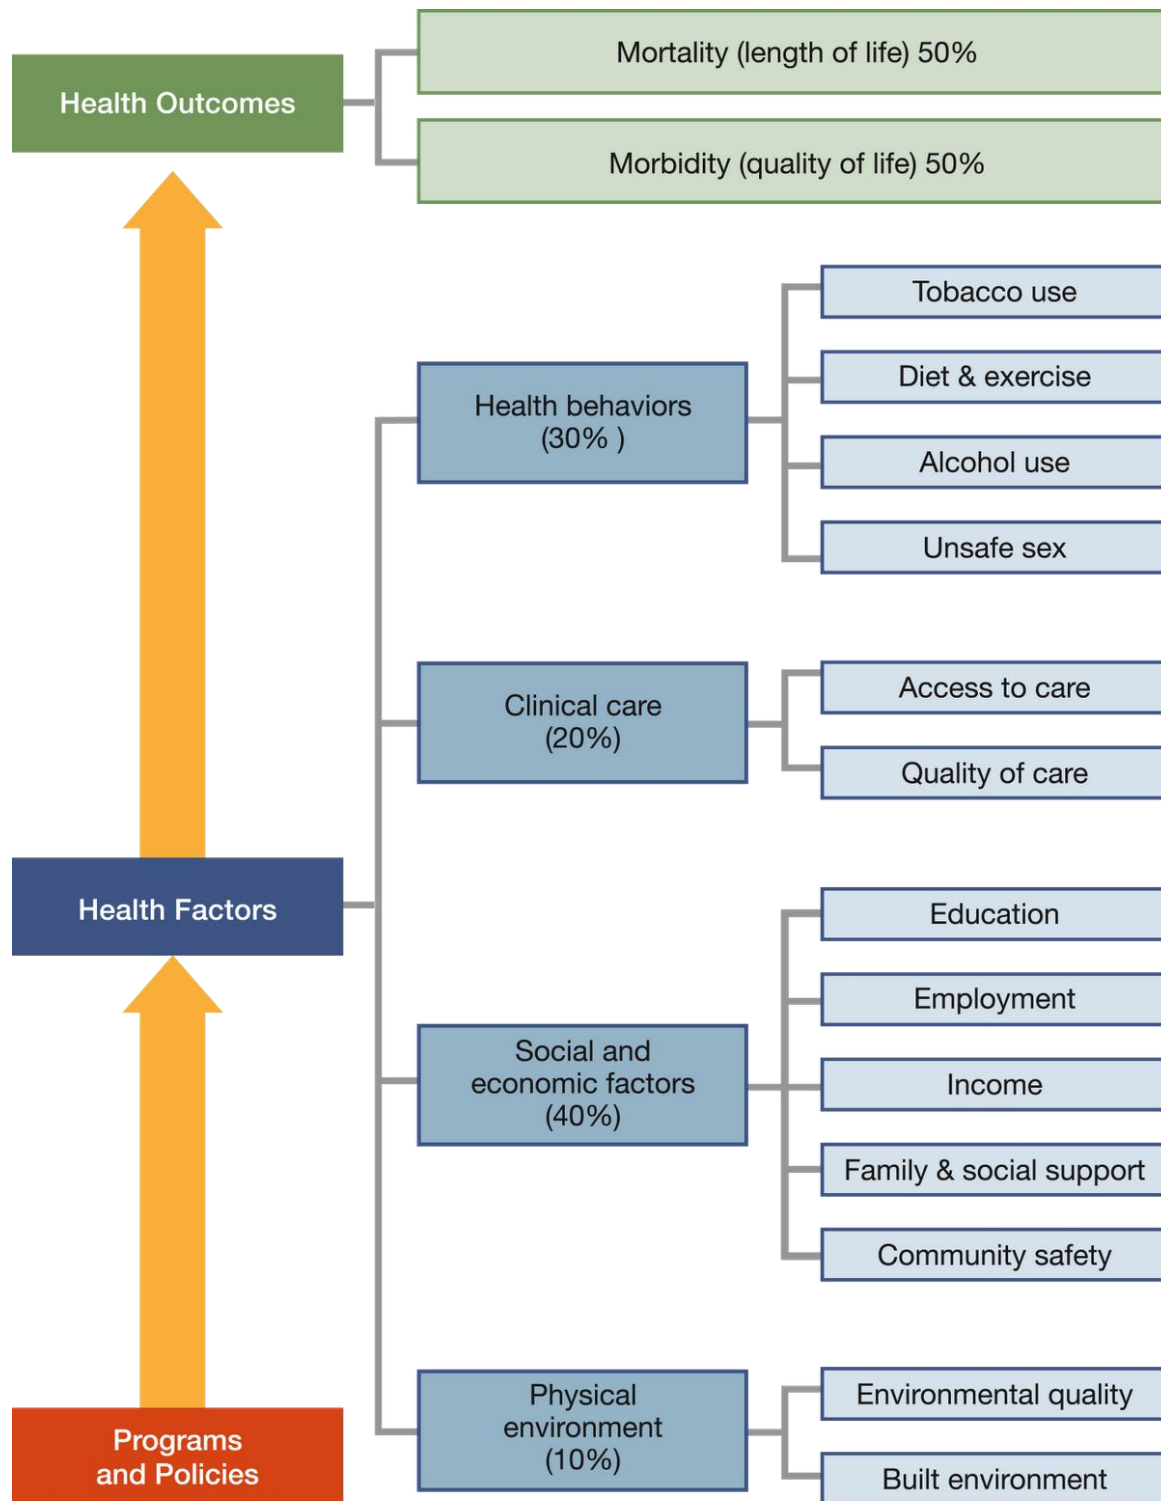 Health Outcomes
Mortality (length of life) 50%
Morbidity (quality of life) 50%
Health Factors
Health behaviors
(30% )
Tobacco use
Diet & exercise
Alcohol use
Unsafe sex
Clinical care
(20%)
Access to care
Quality of care
Social and
economic factors
(40%)
Education
Employment
Income
Family & social support
Community safety
Physical
environment
(10%)
Environmental quality
Built environment
Programs
and Policies